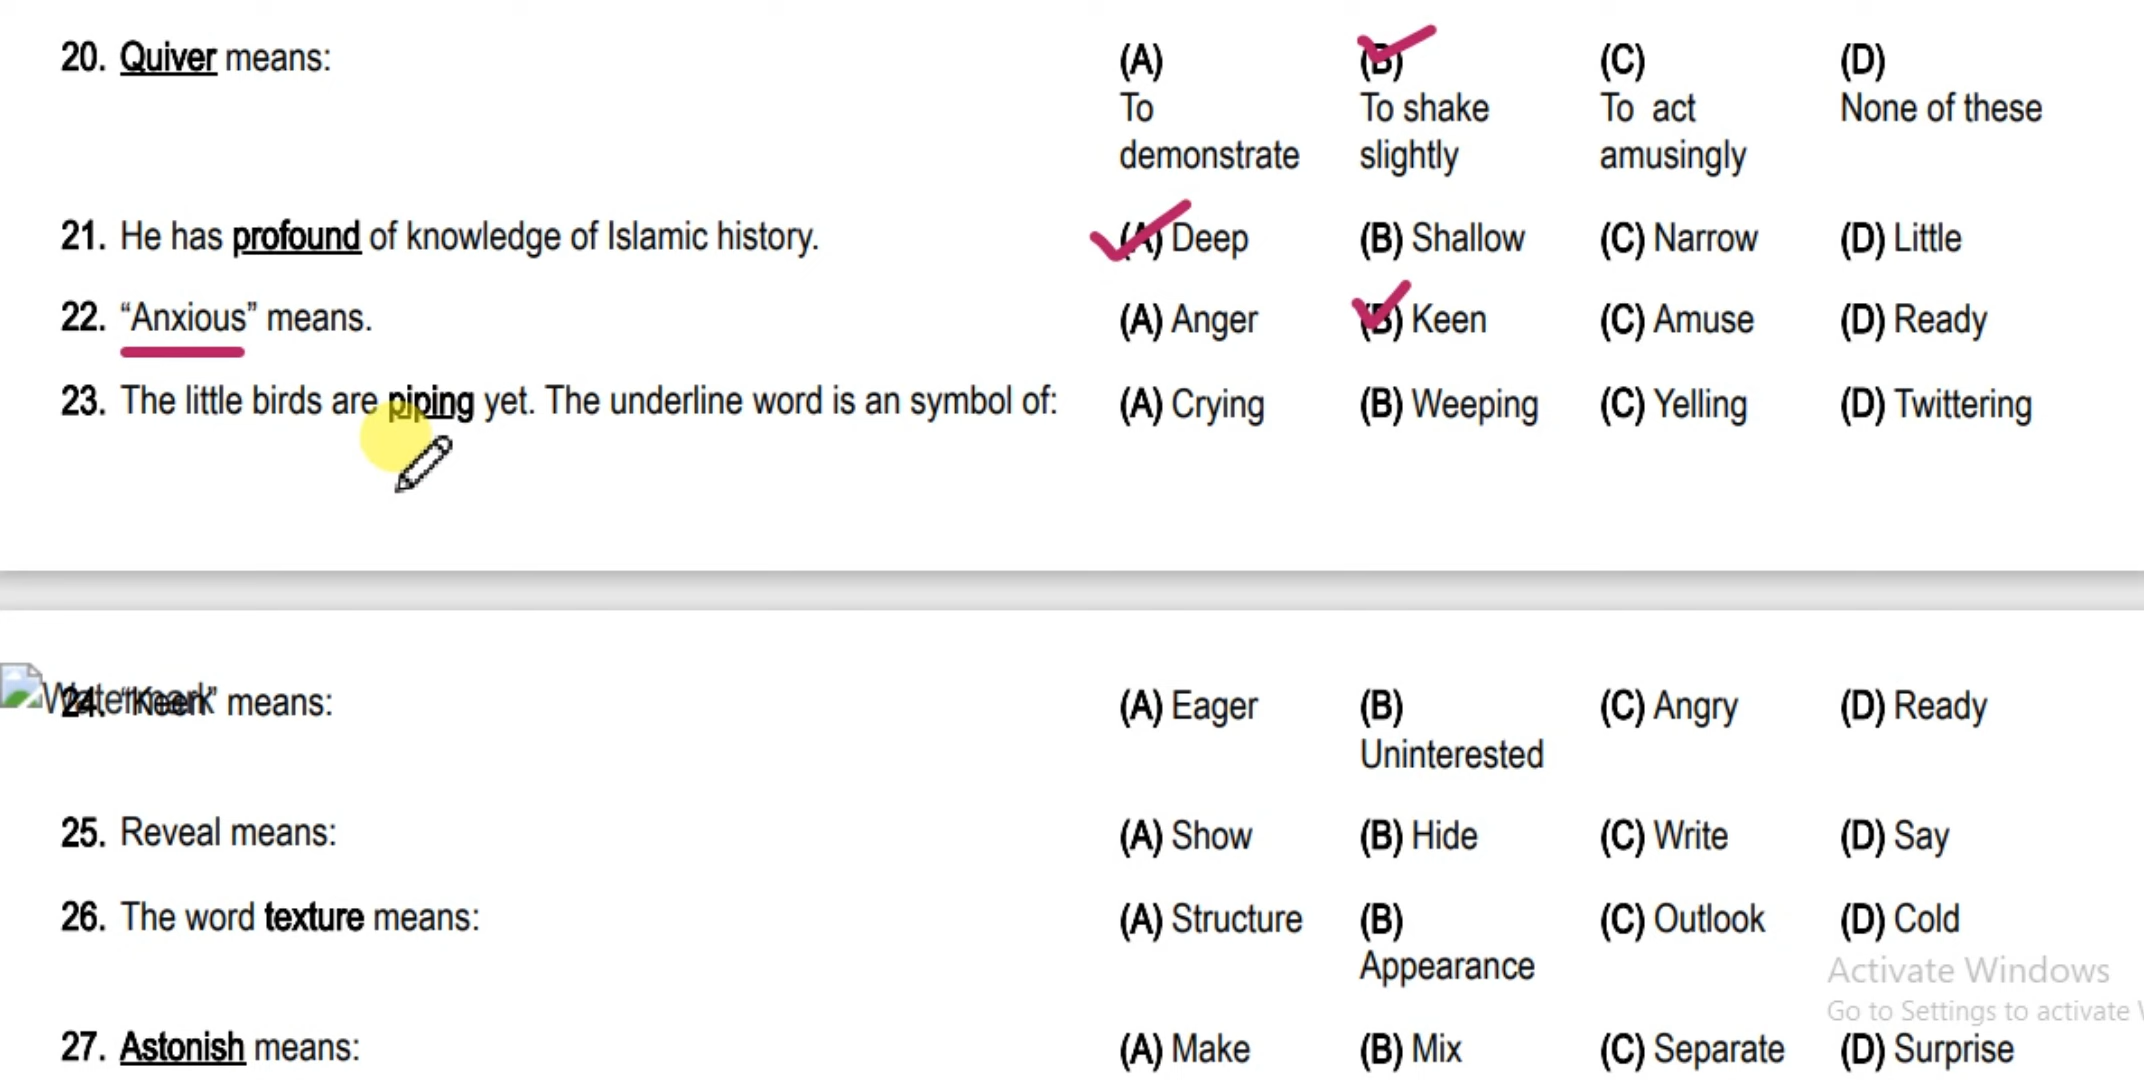 20. Quiver means: (A) (B) (C) (D)
To To shake To act None of these
demonstrate slightly amusingly
21. He has profound of knowledge of Islamic history. (A) Deep (B) Shallow (C) Narrow (D) Little
22. “Anxious” means. (A) Anger (B) Keen (C) Amuse (D) Ready
23. The little birds are piping yet. The underline word is an symbol of: (A) Crying (B) Weeping (C) Yelling (D) Twittering
Watermark
24. “Keen” means: (A) Eager (B) (C) Angry (D) Ready
Uninterested
25. Reveal means: (A) Show (B) Hide (C) Write (D) Say
26. The word texture means: (A) Structure (B) (C) Outlook (D) Cold
Appearance
Activate Windows
Go to Settings to activate W
27. Astonish means: (A) Make (B) Mix (C) Separate (D) Surprise